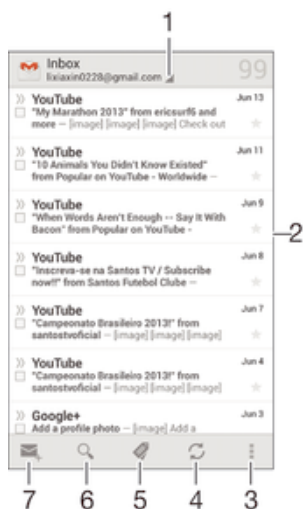 1
Inbox
lixiaxin0228@gmail.com
99
YouTube Jun 13
"My Marathon 2013" from ericsurf6 and
more – [image] [image] [image] Check out
YouTube Jun 11
"10 Animals You Didn't Know Existed"
from Popular on YouTube - Worldwide –
YouTube Jun 9
"When Words Aren't Enough -- Say It With
Bacon" from Popular on YouTube -
2
YouTube Jun 8
"Inscreva-se na Santos TV / Subscribe
now!!" from Santos Futebol Clube –
YouTube Jun 7
"Campeonato Brasileiro 2013!" from
santostvoficial – [image] [image] [image]
YouTube Jun 4
"Campeonato Brasileiro 2013!" from
santostvoficial – [image] [image] [image]
Google+ Jun 3
Add a profile photo – [image] Add a
7 6 5 4 3